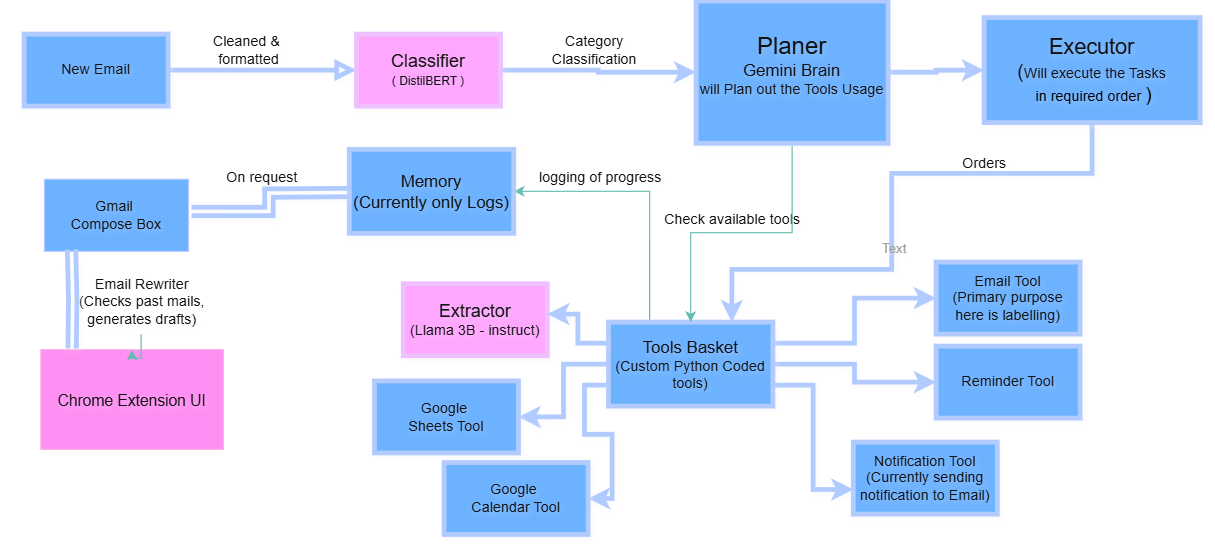 New Email
Cleaned &
formatted
Classifier
( DistilBERT )
Category
Classification
Planer
Gemini Brain
will Plan out the Tools Usage
Executor
(Will execute the Tasks
in required order )
Orders
Text
Check available tools
logging of progress
Memory
(Currently only Logs)
On request
Gmail
Compose Box
Email Rewriter
(Checks past mails,
generates drafts)
Chrome Extension UI
Extractor
(Llama 3B - instruct)
Tools Basket
(Custom Python Coded
tools)
Email Tool
(Primary purpose
here is labelling)
Reminder Tool
Google
Sheets Tool
Google
Calendar Tool
Notification Tool
(Currently sending
notification to Email)